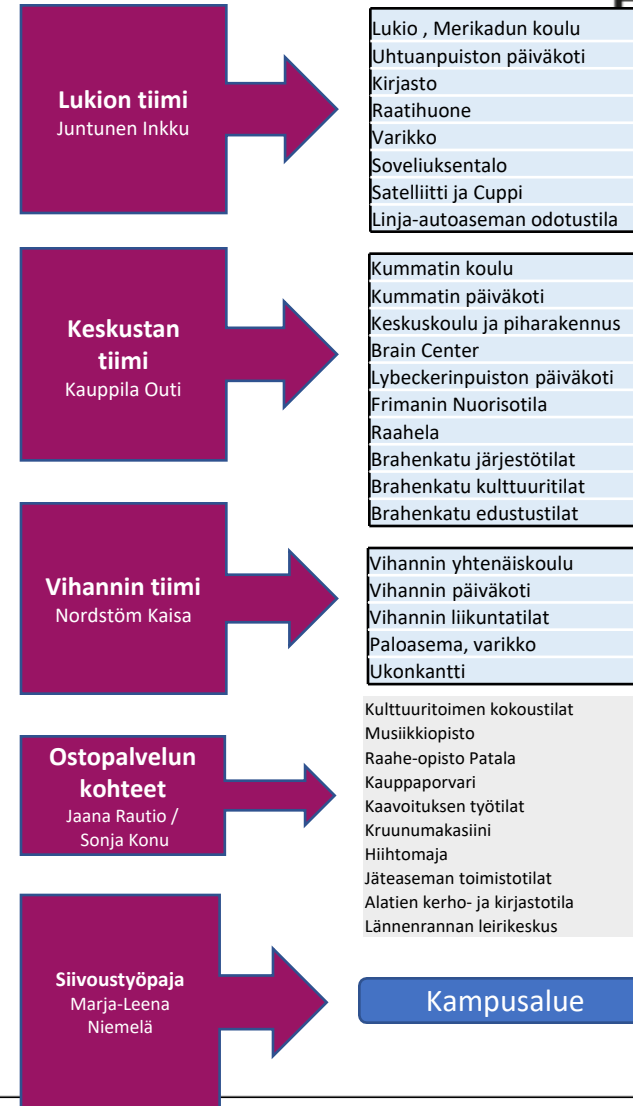 Lukion tiimi
Juntunen Inkku
Lukio , Merikadun koulu
Uhtuanpuiston päiväkoti
Kirjasto
Raatihuone
Varikko
Soveliuksentalo
Satelliitti ja Cuppi
Linja-autoaseman odotustila
Keskustan
tiimi
Kauppila Outi
Kummatin koulu
Kummatin päiväkoti
Keskuskoulu ja piharakennus
Brain Center
Lybeckerinpuiston päiväkoti
Frimanin Nuorisotila
Raahela
Brahenkatu järjestötilat
Brahenkatu kulttuuritilat
Brahenkatu edustustilat
Vihannin tiimi
Nordstöm Kaisa
Vihannin yhtenäiskoulu
Vihannin päiväkoti
Vihannin liikuntatilat
Paloasema, varikko
Ukonkantti
Ostopalvelun
kohteet
Jaana Rautio /
Sonja Konu
Kulttuuritoimen kokoustilat
Musiikkiopisto
Raahe-opisto Patala
Kauppaporvari
Kaavoituksen työtilat
Kruunumakasiini
Hiihtomaja
Jäteaseman toimistotilat
Alatien kerho- ja kirjastotila
Lännenrannan leirikeskus
Siivoustyöpaja
Marja-Leena
Niemelä
Kampusalue